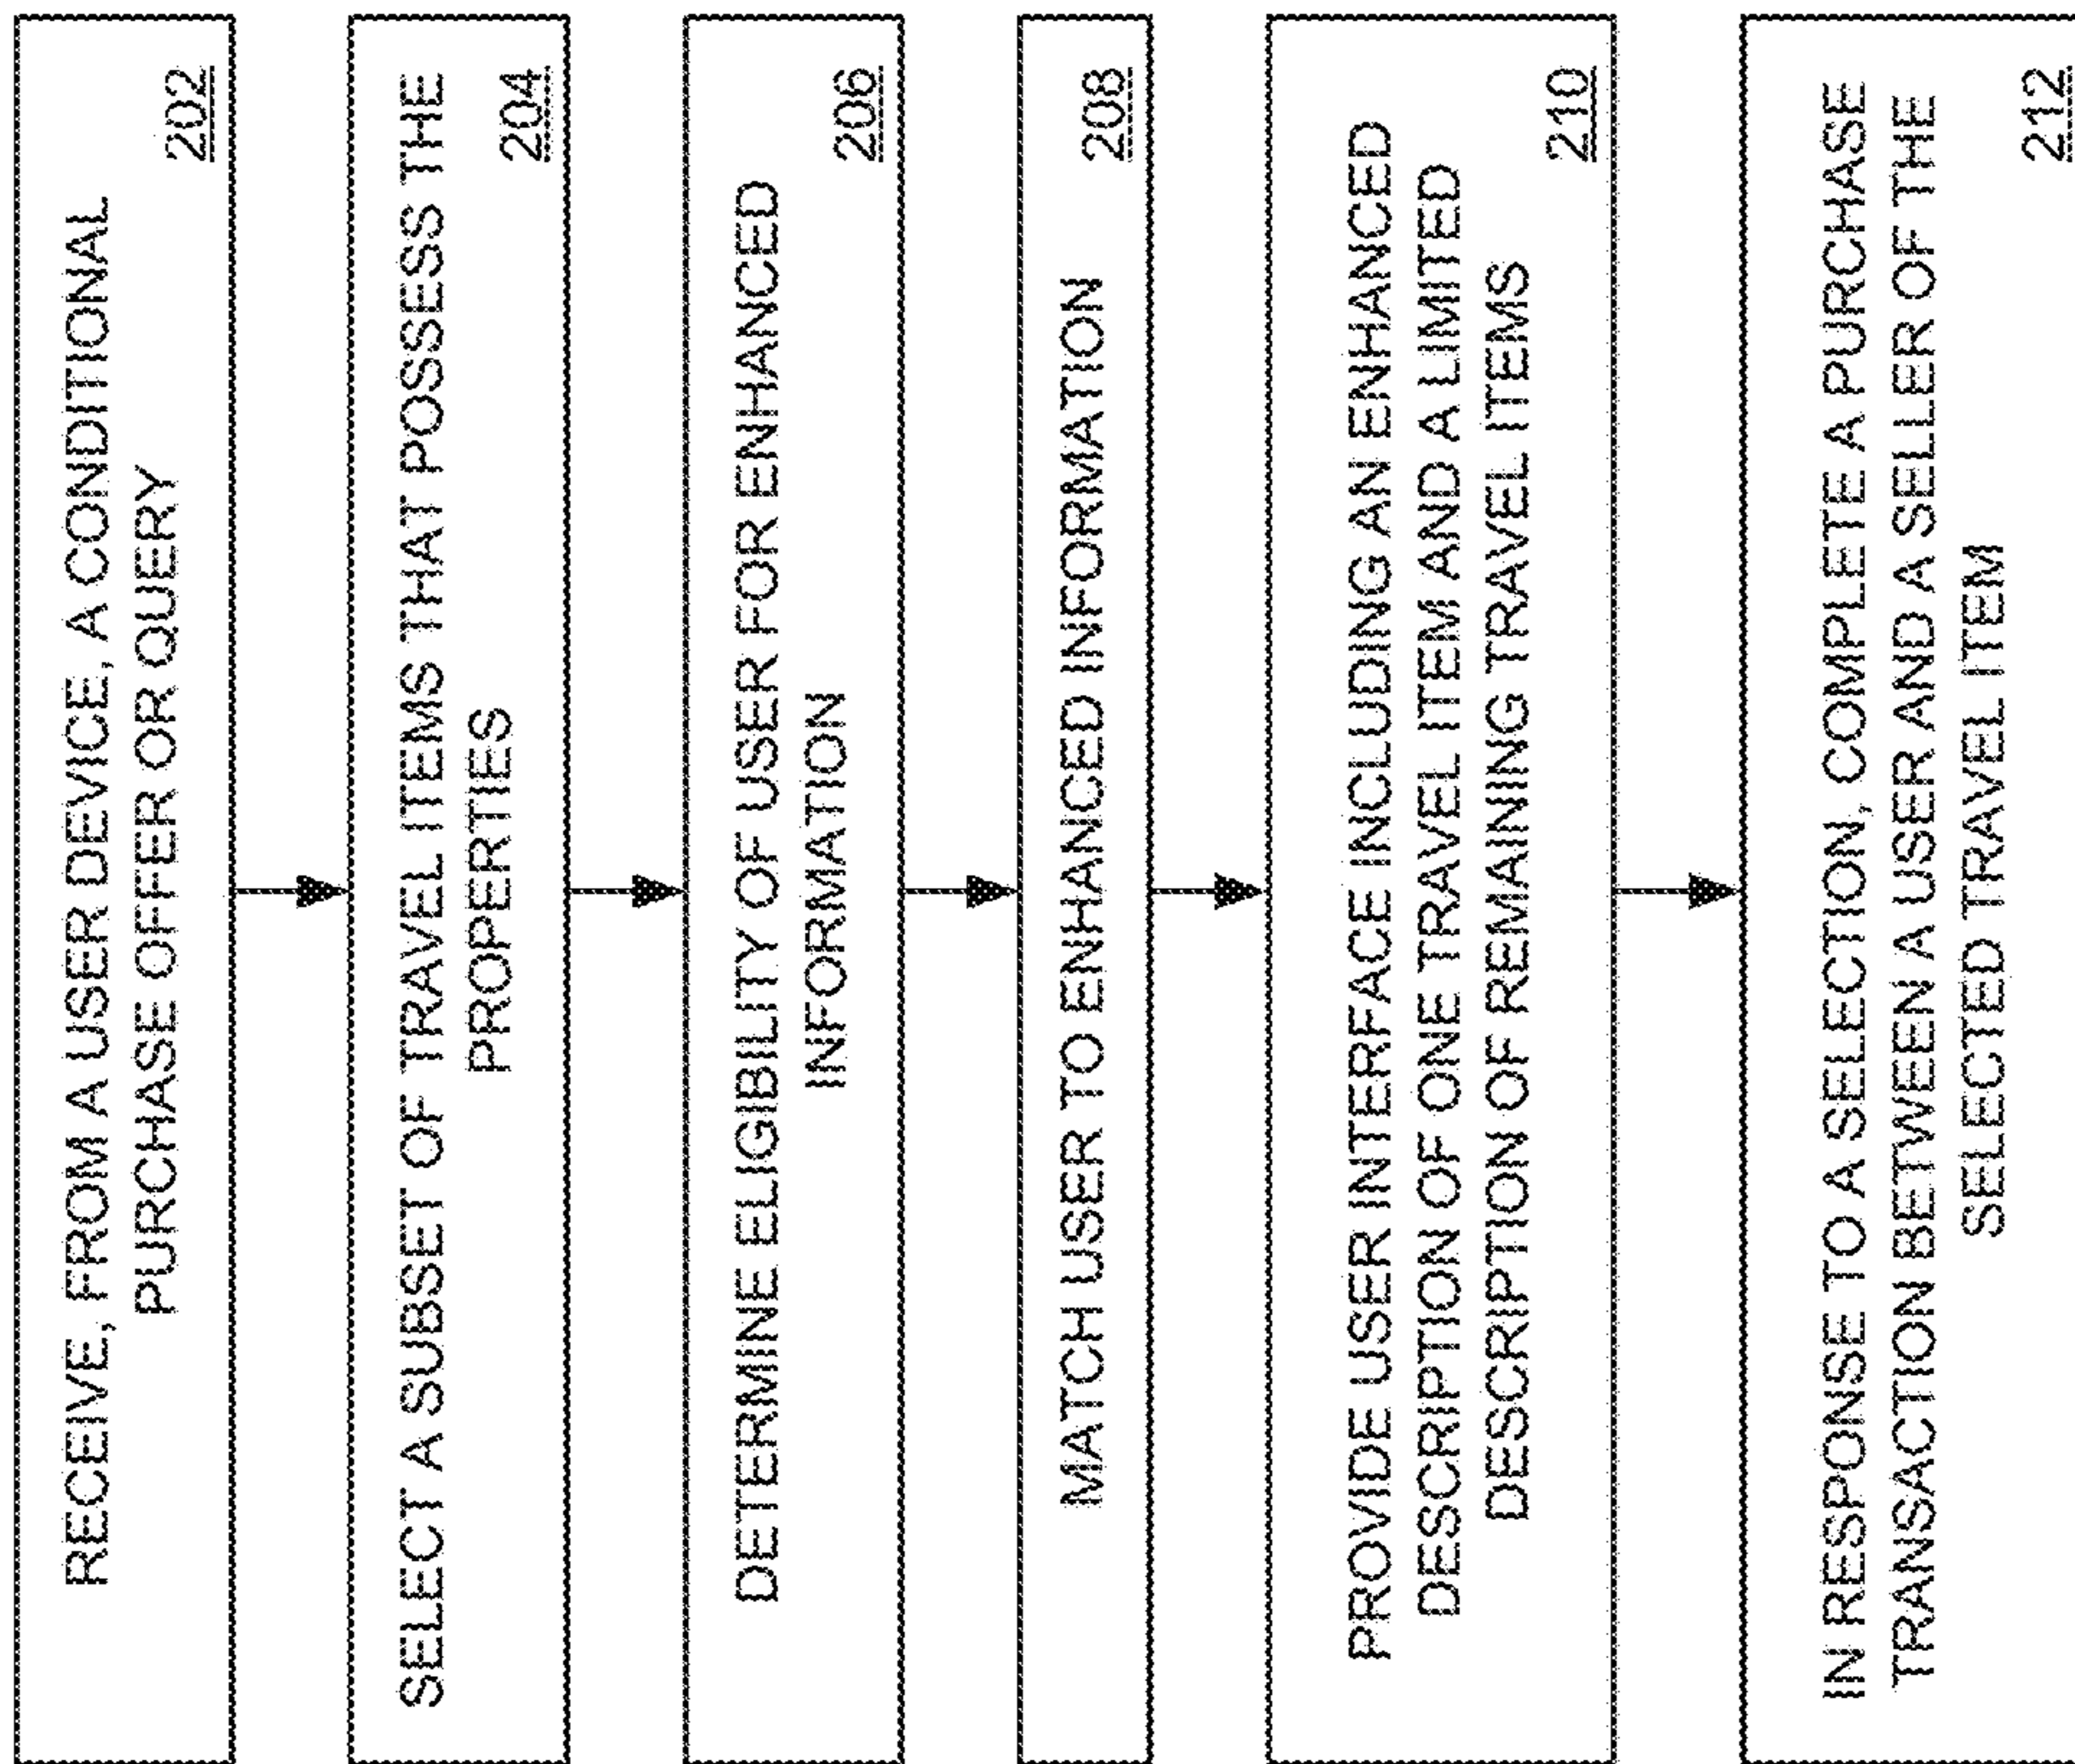 RECEIVE, FROM A USER DEVICE, A CONDITIONAL
PURCHASE OFFER OR QUERY
202
SELECT A SUBSET OF TRAVEL ITEMS THAT POSSESS THE
PROPERTIES
204
DETERMINE ELIGIBILITY OF USER FOR ENHANCED
INFORMATION
206
MATCH USER TO ENHANCED INFORMATION
208
PROVIDE USER INTERFACE INCLUDING AN ENHANCED
DESCRIPTION OF ONE TRAVEL ITEM AND A LIMITED
DESCRIPTION OF REMAINING TRAVEL ITEMS
210
IN RESPONSE TO A SELECTION, COMPLETE A PURCHASE
TRANSACTION BETWEEN A USER AND A SELLER OF THE
SELECTED TRAVEL ITEM
212